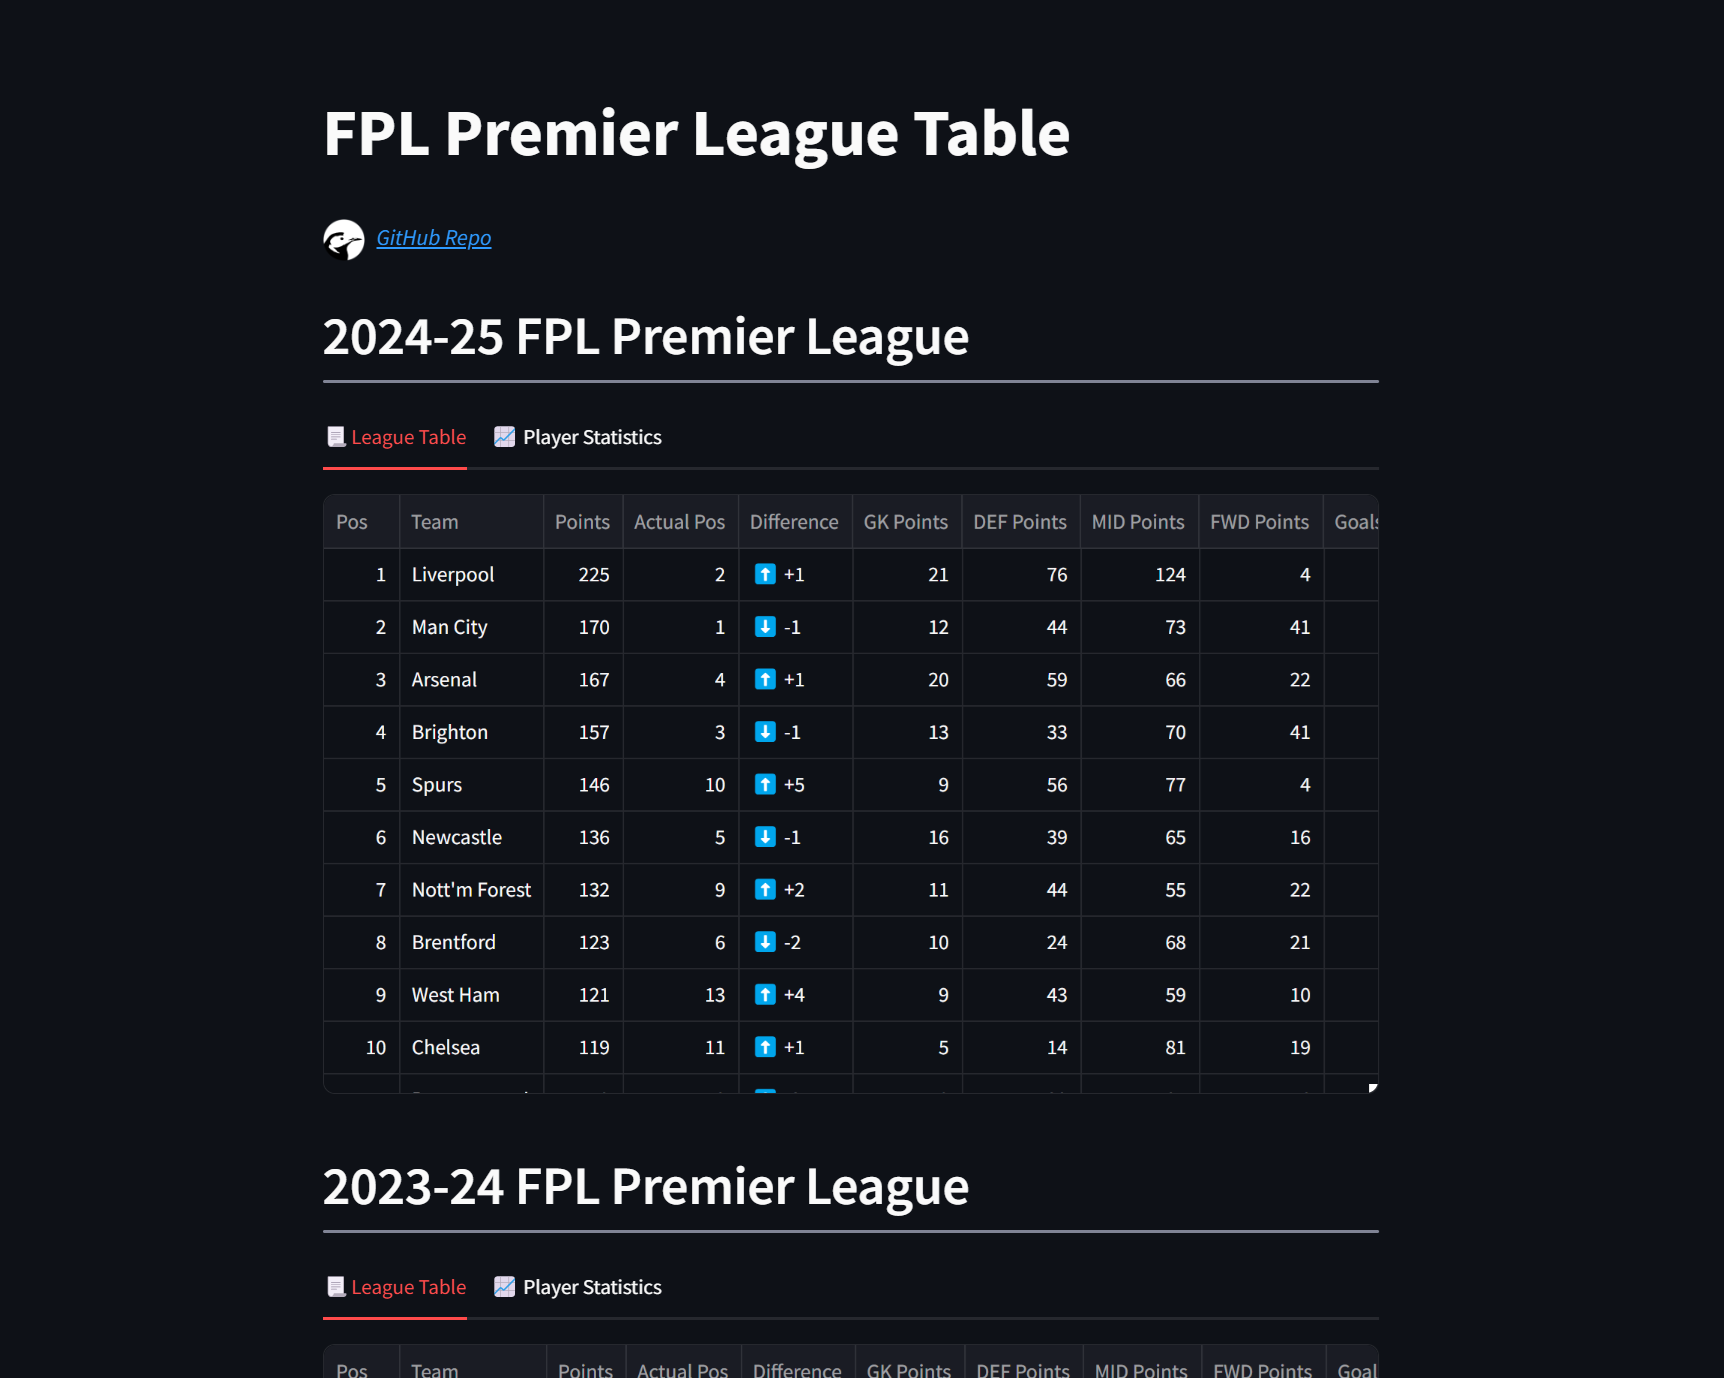 FPL Premier League Table
GitHub Repo
2024-25 FPL Premier League
League Table Player Statistics
Pos Team Points Actual Pos Difference GK Points DEF Points MID Points FWD Points Goals
1 Liverpool 225 2 ⬆️ +1 21 76 124 4
2 Man City 170 1 ⬇️ -1 12 44 73 41
3 Arsenal 167 4 ⬆️ +1 20 59 66 22
4 Brighton 157 3 ⬇️ -1 13 33 70 41
5 Spurs 146 10 ⬆️ +5 9 56 77 4
6 Newcastle 136 5 ⬇️ -1 16 39 65 16
7 Nott'm Forest 132 9 ⬆️ +2 11 44 55 22
8 Brentford 123 6 ⬇️ -2 10 24 68 21
9 West Ham 121 13 ⬆️ +4 9 43 59 10
10 Chelsea 119 11 ⬆️ +1 5 14 81 19
2023-24 FPL Premier League
League Table Player Statistics
Pos Team Points Actual Pos Difference GK Points DEF Points MID Points FWD Points Goal